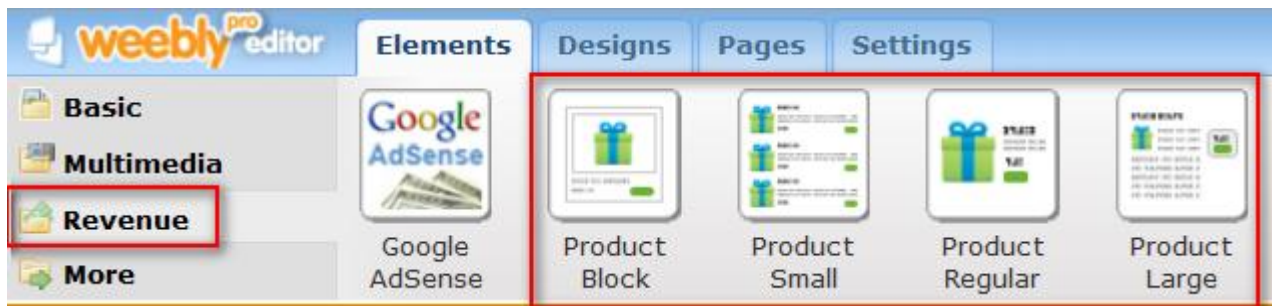 weebly pro editor
Elements
Designs
Pages
Settings
Basic
Multimedia
Revenue
More
Google
AdSense
Google
AdSense
Product
Block
Product
Small
Product
Regular
Product
Large